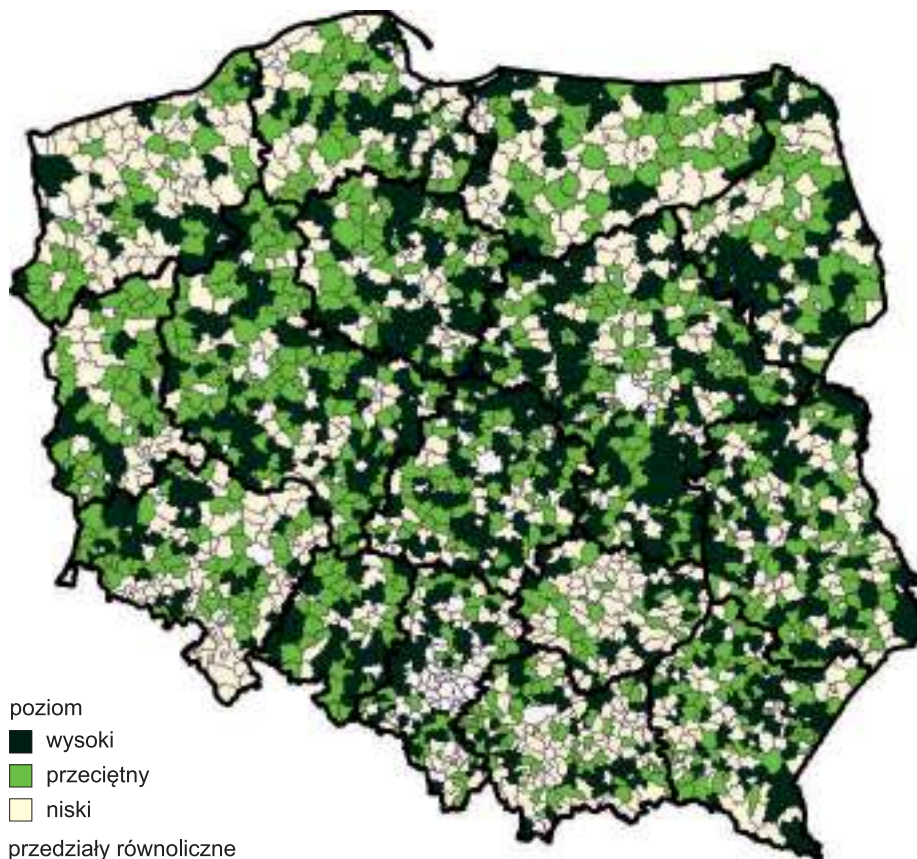 poziom
wysoki
przeciętny
niski
przedziały równoliczne